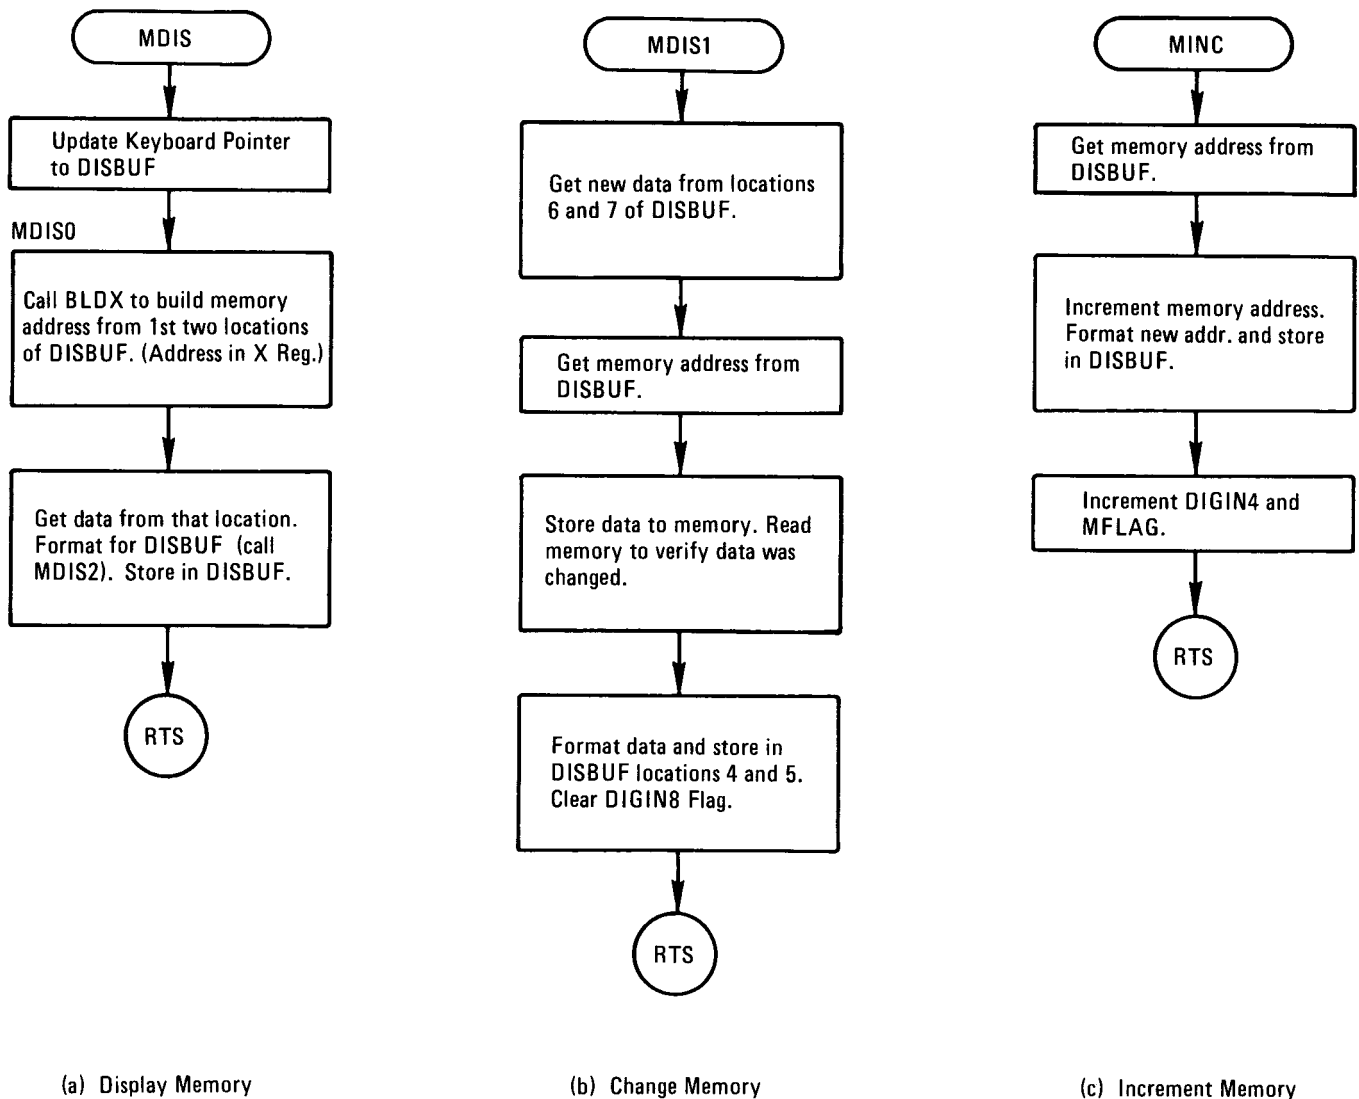 MDIS
Update Keyboard Pointer
to DISBUF
MDIS0
Call BLDX to build memory
address from 1st two locations
of DISBUF. (Address in X Reg.)
Get data from that location.
Format for DISBUF (call
MDIS2). Store in DISBUF.
RTS
(a) Display Memory
MDIS1
Get new data from locations
6 and 7 of DISBUF.
Get memory address from
DISBUF.
Store data to memory. Read
memory to verify data was
changed.
Format data and store in
DISBUF locations 4 and 5.
Clear DIGIN8 Flag.
RTS
(b) Change Memory
MINC
Get memory address from
DISBUF.
Increment memory address.
Format new addr. and store
in DISBUF.
Increment DIGIN4 and
MFLAG.
RTS
(c) Increment Memory